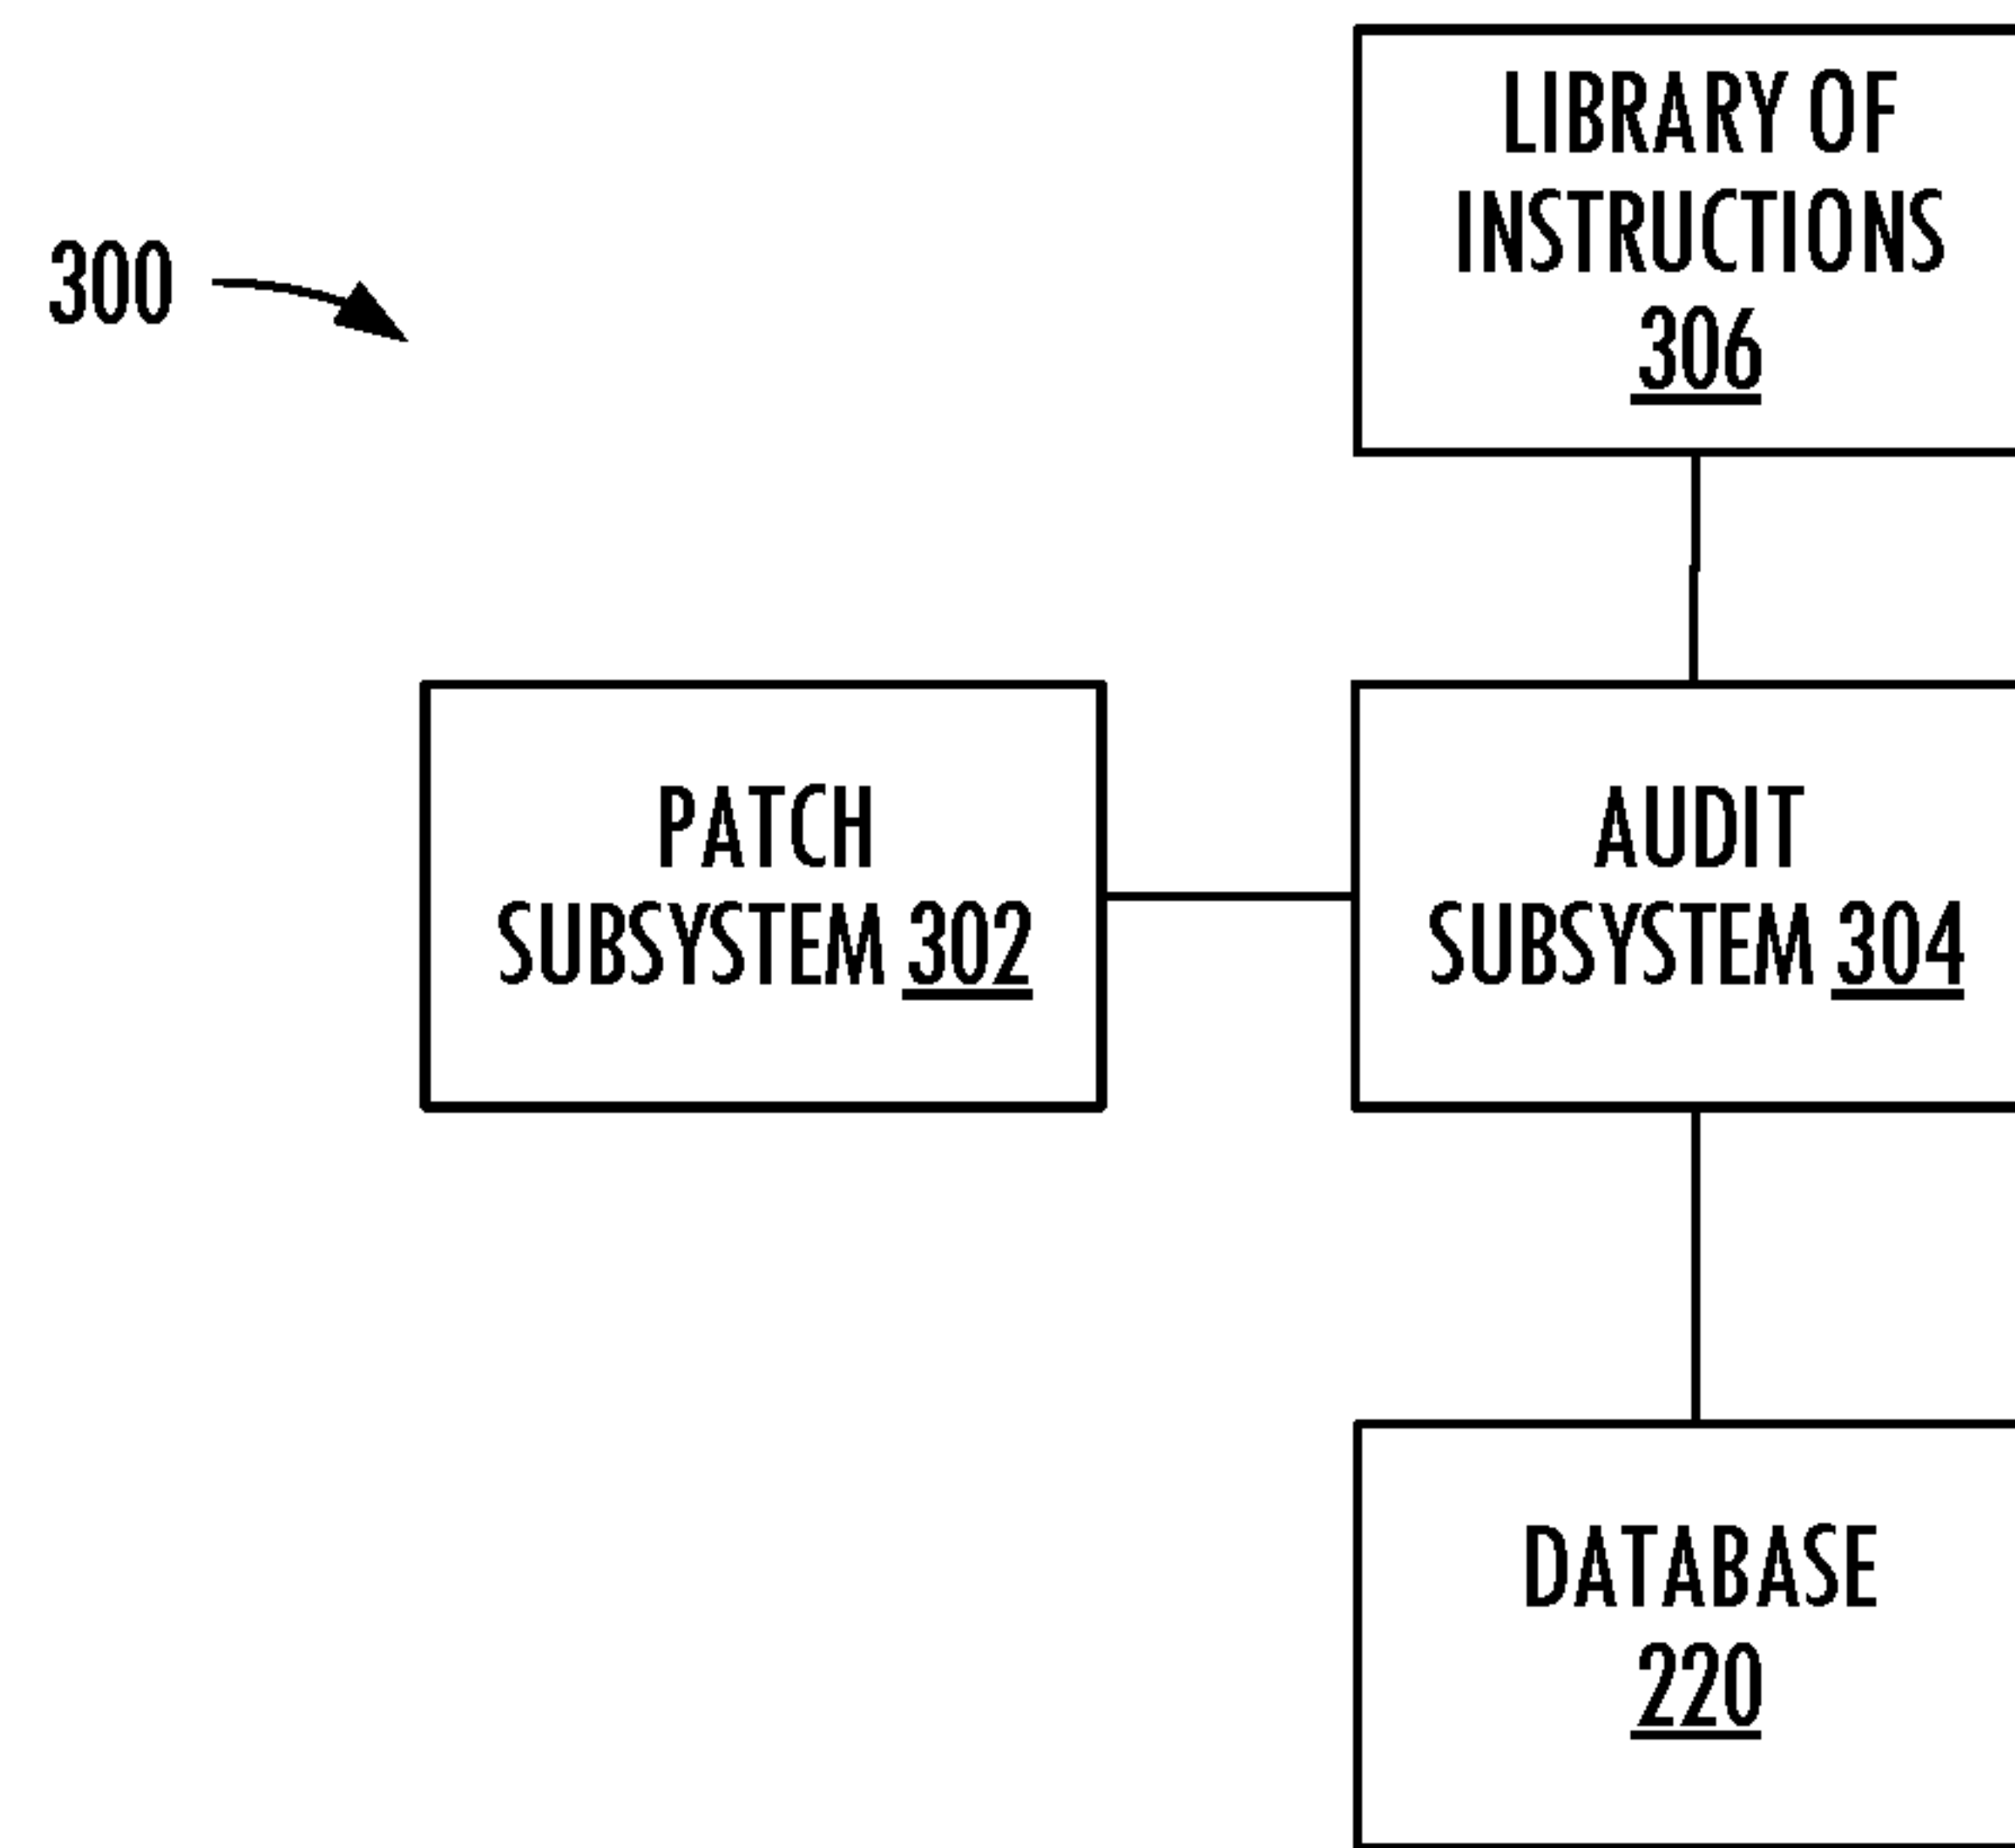 LIBRARY OF
INSTRUCTIONS
306
300
PATCH
SUBSYSTEM 302
AUDIT
SUBSYSTEM 304
DATABASE
220